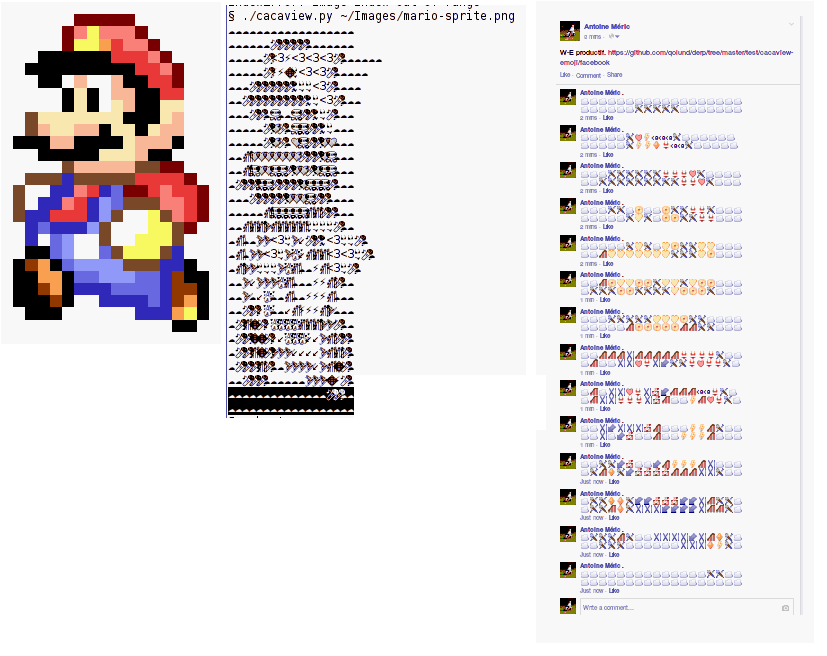 $ ./cacaview.py ~/Images/mario-sprite.png
Antoine Méric
8 mins ·
W-E productif. https://github.com/qolund/derp/tree/master/test/cacaview-
emoji/facebook
Like · Comment · Share
Antoine Méric .
2 mins · Like
Antoine Méric .
2 mins · Like
Antoine Méric .
2 mins · Like
Antoine Méric .
2 mins · Like
Antoine Méric .
2 mins · Like
Antoine Méric .
1 min · Like
Antoine Méric .
1 min · Like
Antoine Méric .
1 min · Like
Antoine Méric .
1 min · Like
Antoine Méric .
1 min · Like
Antoine Méric .
Just now · Like
Antoine Méric .
Just now · Like
Antoine Méric .
Just now · Like
Antoine Méric .
Just now · Like
Write a comment...